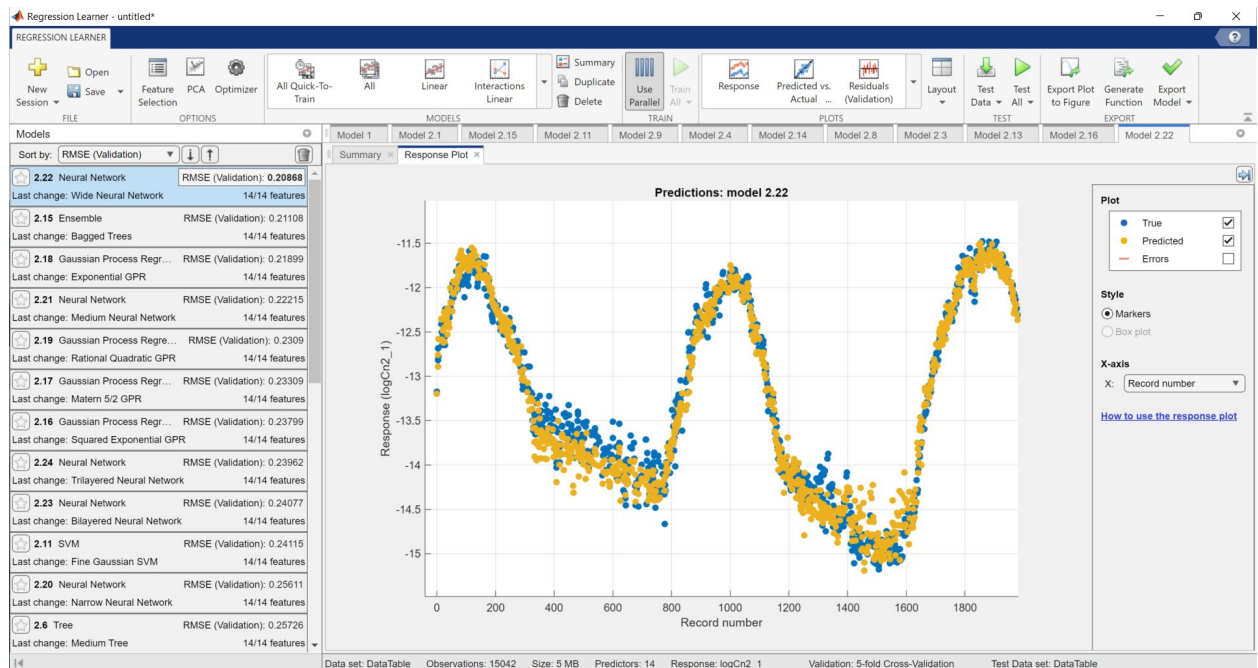 Regression Learner - untitled*
REGRESSION LEARNER
New Session
Open
Save
FILE
Feature Selection
PCA
Optimizer
OPTIONS
All Quick-To-Train
All
Linear
Interactions Linear
MODELS
Summary
Duplicate
Delete
Use Parallel
Train All
TRAIN
Response
Predicted vs. Actual ...
Residuals (Validation)
PLOTS
Layout
Test Data
Test All
TEST
Export Plot to Figure
Generate Function
Export Model
EXPORT
Models
Sort by: RMSE (Validation)
2.22 Neural Network RMSE (Validation): 0.20868
Last change: Wide Neural Network 14/14 features
2.15 Ensemble RMSE (Validation): 0.21108
Last change: Bagged Trees 14/14 features
2.18 Gaussian Process Regr... RMSE (Validation): 0.21899
Last change: Exponential GPR 14/14 features
2.21 Neural Network RMSE (Validation): 0.22215
Last change: Medium Neural Network 14/14 features
2.19 Gaussian Process Regre... RMSE (Validation): 0.2309
Last change: Rational Quadratic GPR 14/14 features
2.17 Gaussian Process Regr... RMSE (Validation): 0.23309
Last change: Matern 5/2 GPR 14/14 features
2.16 Gaussian Process Regr... RMSE (Validation): 0.23799
Last change: Squared Exponential GPR 14/14 features
2.24 Neural Network RMSE (Validation): 0.23962
Last change: Trilayered Neural Network 14/14 features
2.23 Neural Network RMSE (Validation): 0.24077
Last change: Bilayered Neural Network 14/14 features
2.11 SVM RMSE (Validation): 0.24115
Last change: Fine Gaussian SVM 14/14 features
2.20 Neural Network RMSE (Validation): 0.25611
Last change: Narrow Neural Network 14/14 features
2.6 Tree RMSE (Validation): 0.25726
Last change: Medium Tree 14/14 features
Model 1 Model 2.1 Model 2.15 Model 2.11 Model 2.9 Model 2.4 Model 2.14 Model 2.8 Model 2.3 Model 2.13 Model 2.16 Model 2.22
Summary Response Plot
Predictions: model 2.22
Response (logCn2_1)
-11.5
-12
-12.5
-13
-13.5
-14
-14.5
-15
0 200 400 600 800 1000 1200 1400 1600 1800
Record number
Plot
True
Predicted
Errors
Style
Markers
Box plot
X-axis
X: Record number
How to use the response plot
Data set: DataTable Observations: 15042 Size: 5 MB Predictors: 14 Response: logCn2_1 Validation: 5-fold Cross-Validation Test Data set: DataTable